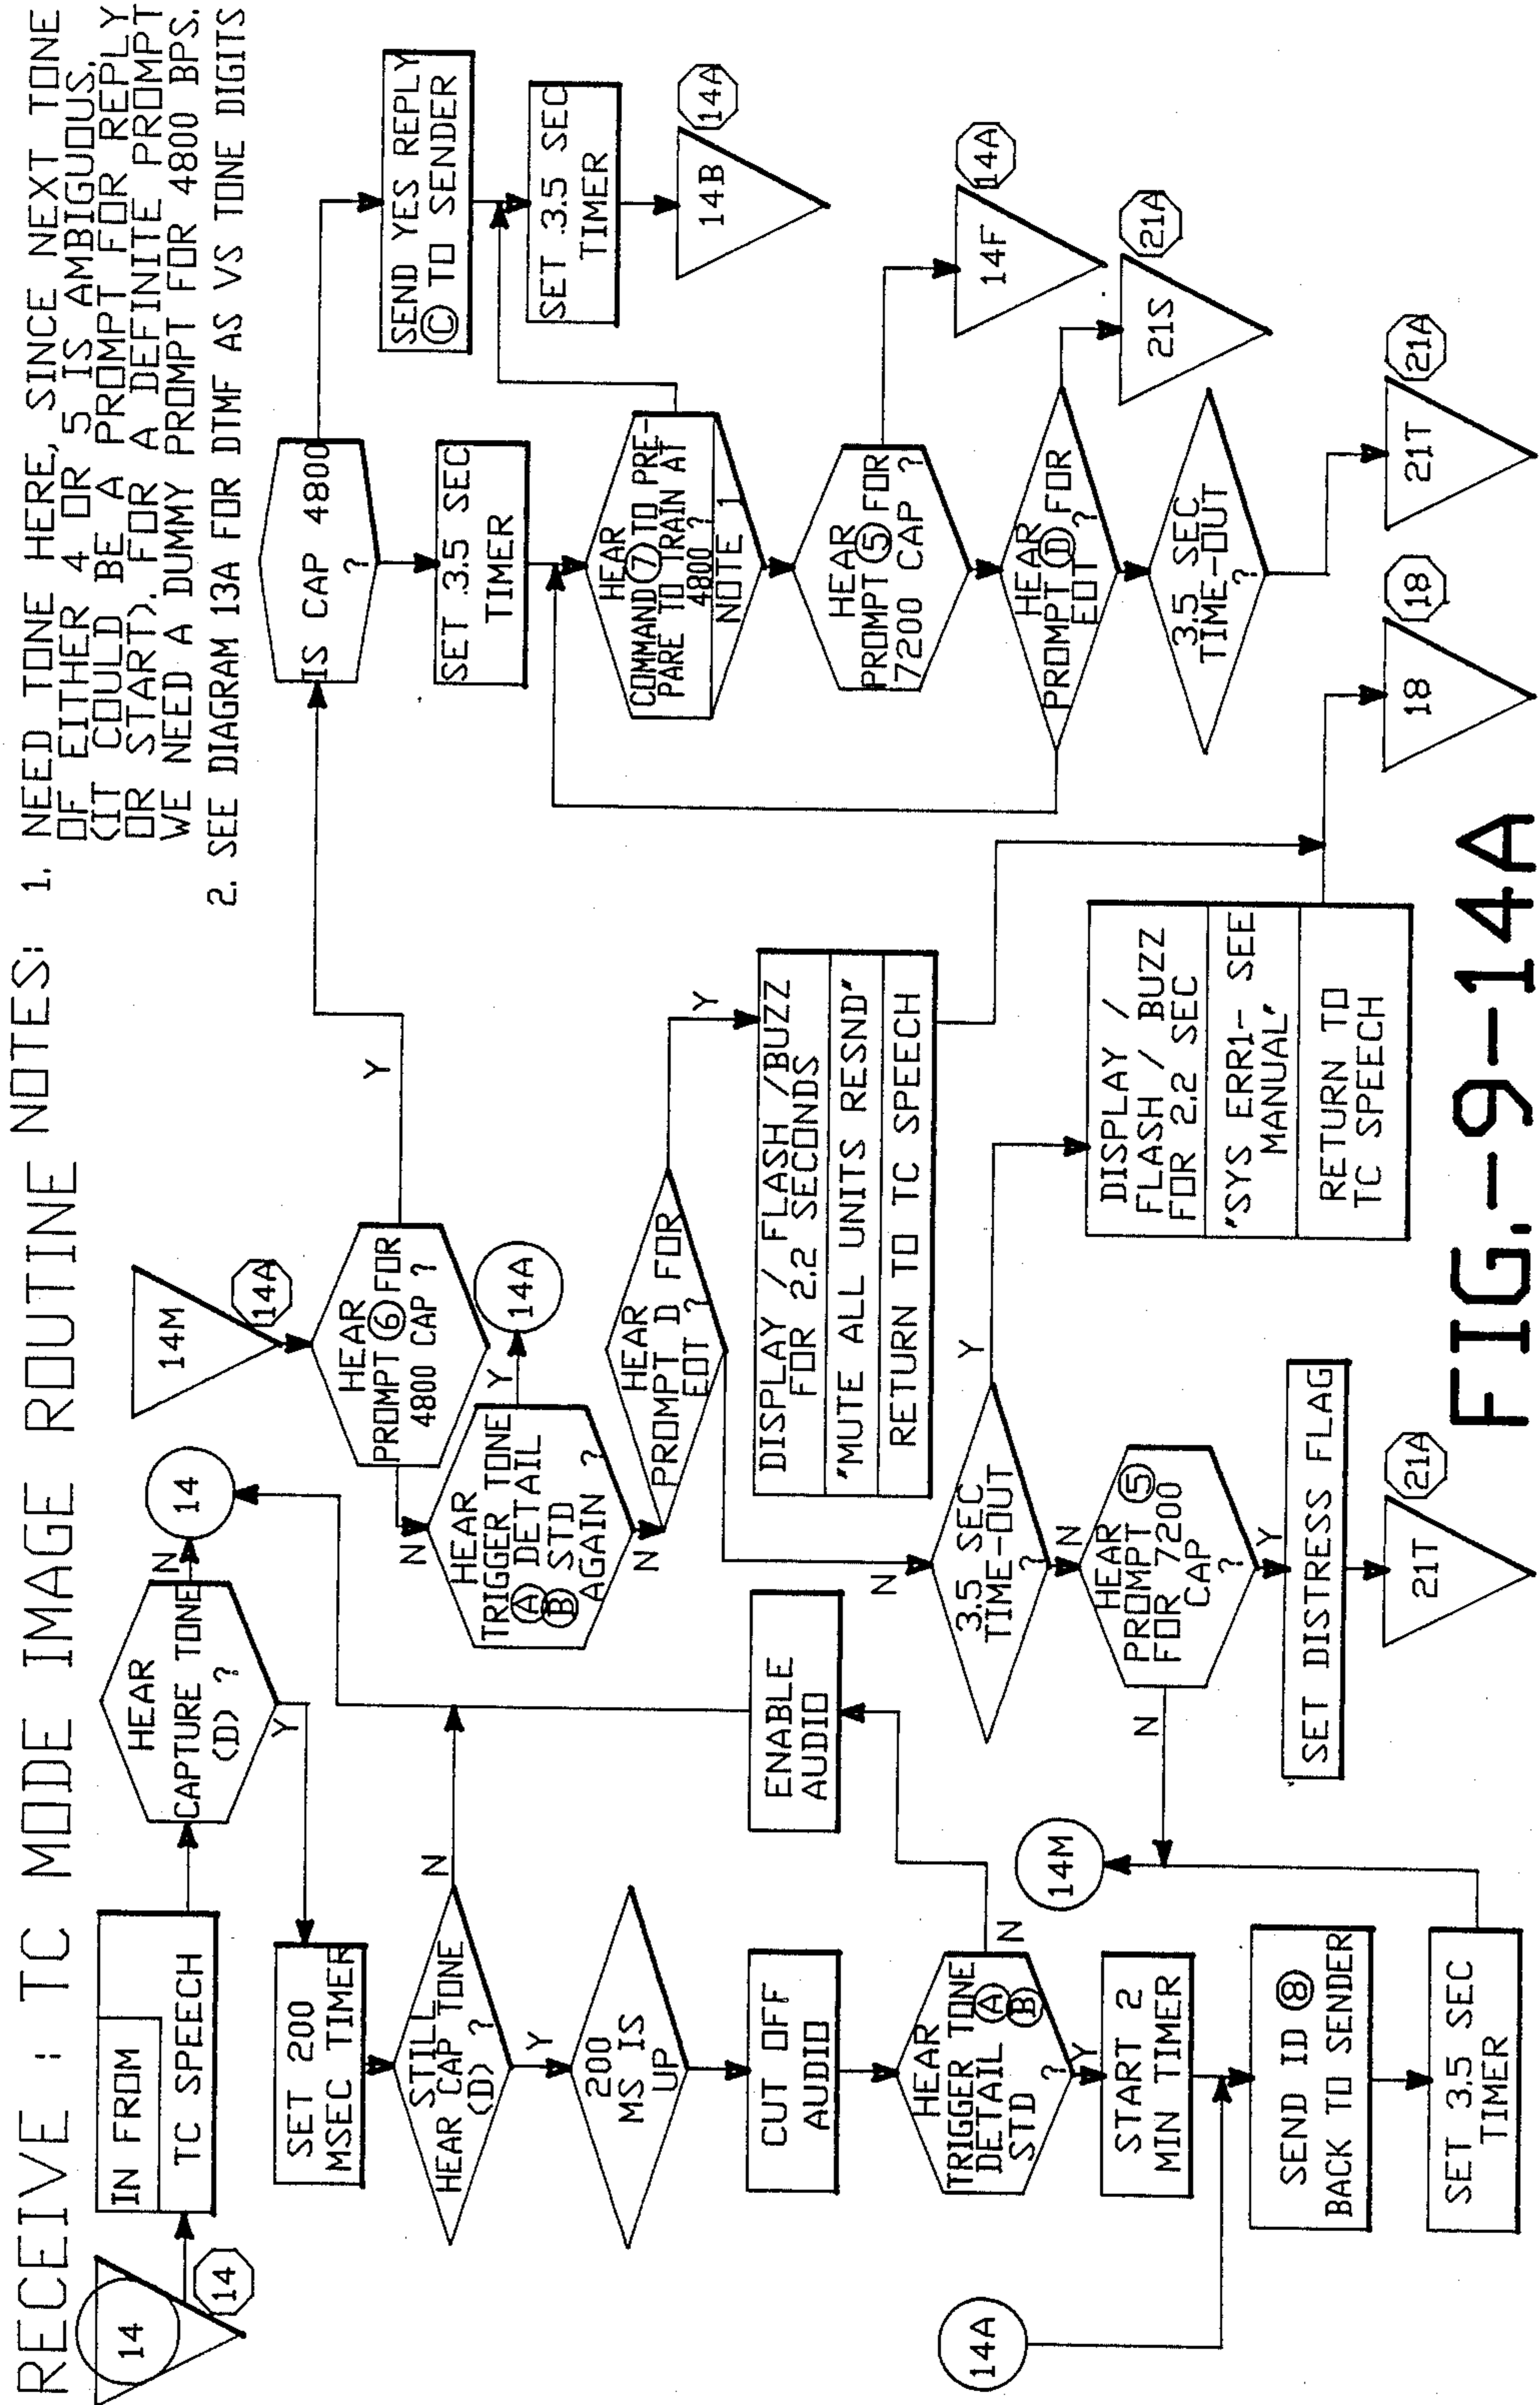 RECEIVE : TC MODE IMAGE ROUTINE
NOTES:
1. NEED TONE HERE, SINCE NEXT TONE
OF EITHER 4 OR 5 IS AMBIGUOUS.
(IT COULD BE A PROMPT FOR REPLY
OR START). FOR A DEFINITE PROMPT
WE NEED A DUMMY PROMPT FOR 4800 BPS.
2. SEE DIAGRAM 13A FOR DTMF AS VS TONE DIGITS
14
14
IN FROM
TC SPEECH
HEAR
CAPTURE TONE
(D) ?
N
14
Y
SET 200
MSEC TIMER
STILL
HEAR CAP TONE
(D) ?
N
Y
200
MS IS
UP
CUT OFF
AUDIO
HEAR
TRIGGER TONE
DETAIL Ⓐ
STD Ⓑ
?
N
Y
ENABLE
AUDIO
START 2
MIN TIMER
14A
SEND ID ⑧
BACK TO SENDER
SET 3.5 SEC
TIMER
14M
14M
14A
HEAR
PROMPT ⑥ FOR
4800 CAP ?
Y
N
HEAR
TRIGGER TONE
Ⓐ DETAIL
Ⓑ STD
AGAIN ?
Y
14A
N
HEAR
PROMPT D FOR
EOT ?
Y
N
DISPLAY / FLASH /BUZZ
FOR 2.2 SECONDS
"MUTE ALL UNITS RESND"
RETURN TO TC SPEECH
3.5 SEC
TIME-OUT
?
Y
N
DISPLAY /
FLASH / BUZZ
FOR 2.2 SEC
"SYS ERR1- SEE
MANUAL"
RETURN TO
TC SPEECH
HEAR
PROMPT ⑤
FOR 7200
CAP
?
N
Y
SET DISTRESS FLAG
21T
21A
18
18
IS CAP 4800
?
SEND YES REPLY
Ⓒ TO SENDER
SET .3.5 SEC
TIMER
14B
14A
SET .3.5 SEC
TIMER
HEAR
COMMAND ⑦ TO PRE-
PARE TO TRAIN AT
4800 ?
NOTE 1
HEAR
PROMPT ⑤ FOR
7200 CAP ?
14F
14A
HEAR
PROMPT Ⓓ FOR
EOT ?
21S
21A
3.5 SEC
TIME-OUT
?
21T
21A
FIG.-9-14A